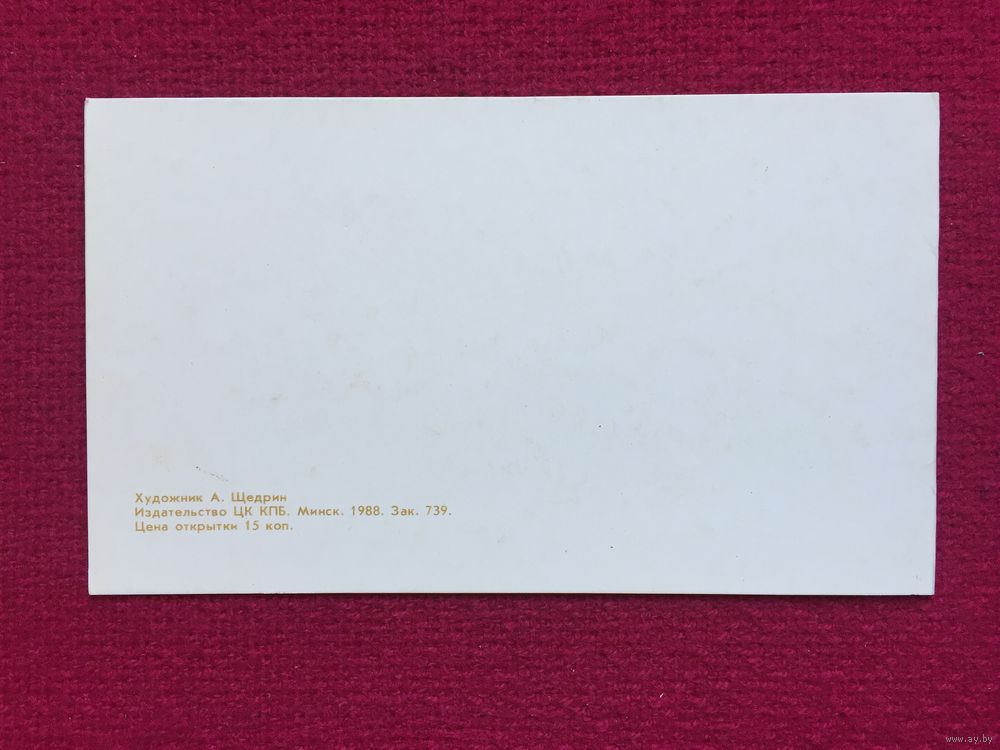 Художник А. Щедрин
Издательство ЦК КПБ. Минск. 1988. Зак. 739.
Цена открытки 15 коп.
www.ay.by